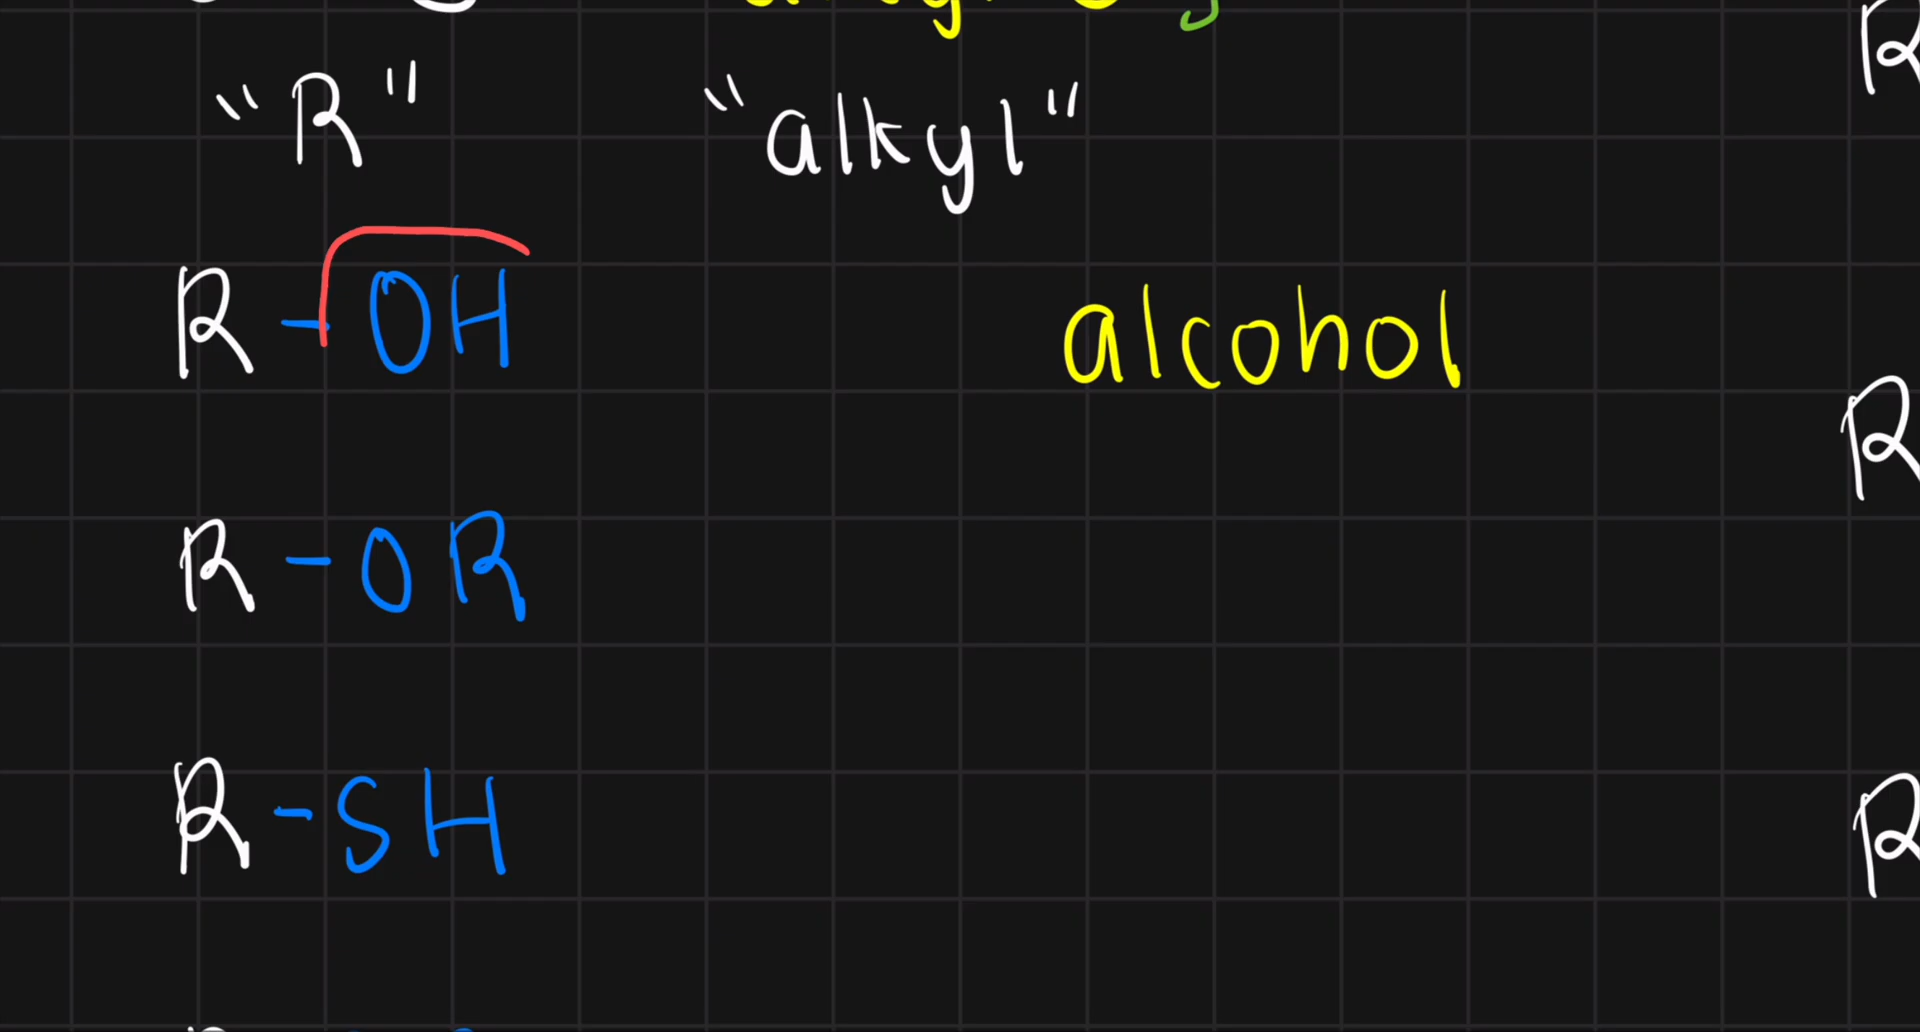 "R" "alkyl"
R-OH alcohol
R-OR
R-SH
R
R
R